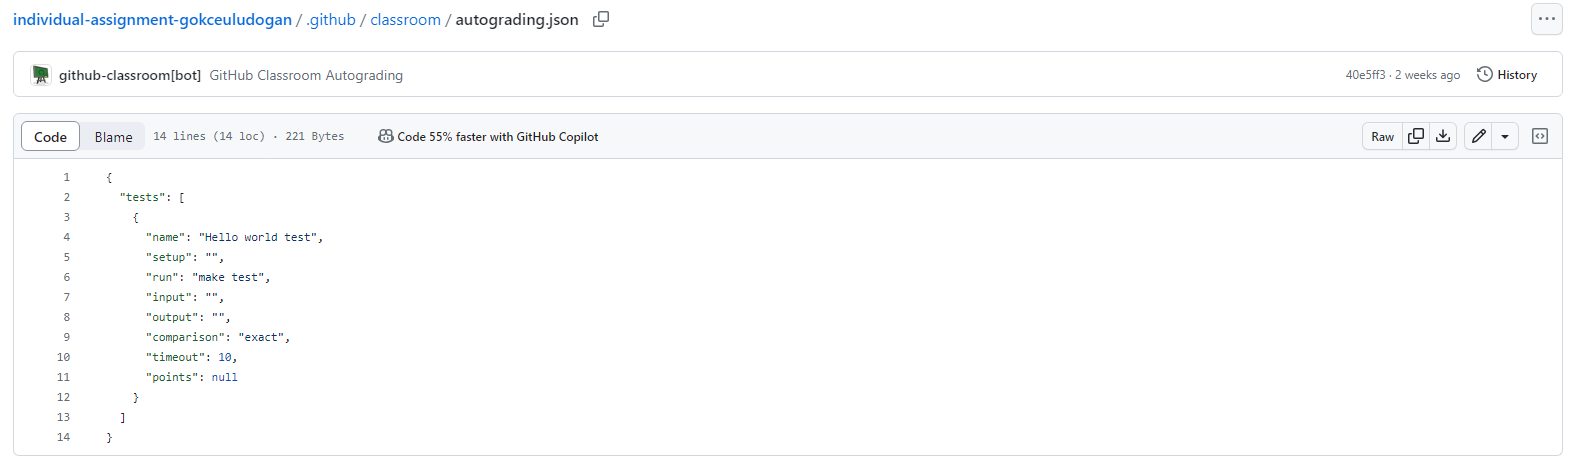 individual-assignment-gokceuludogan / .github / classroom / autograding.json
github-classroom[bot] GitHub Classroom Autograding 40e5ff3 · 2 weeks ago History
Code Blame 14 lines (14 loc) · 221 Bytes Code 55% faster with GitHub Copilot Raw
1 {
2 "tests": [
3 {
4 "name": "Hello world test",
5 "setup": "",
6 "run": "make test",
7 "input": "",
8 "output": "",
9 "comparison": "exact",
10 "timeout": 10,
11 "points": null
12 }
13 ]
14 }